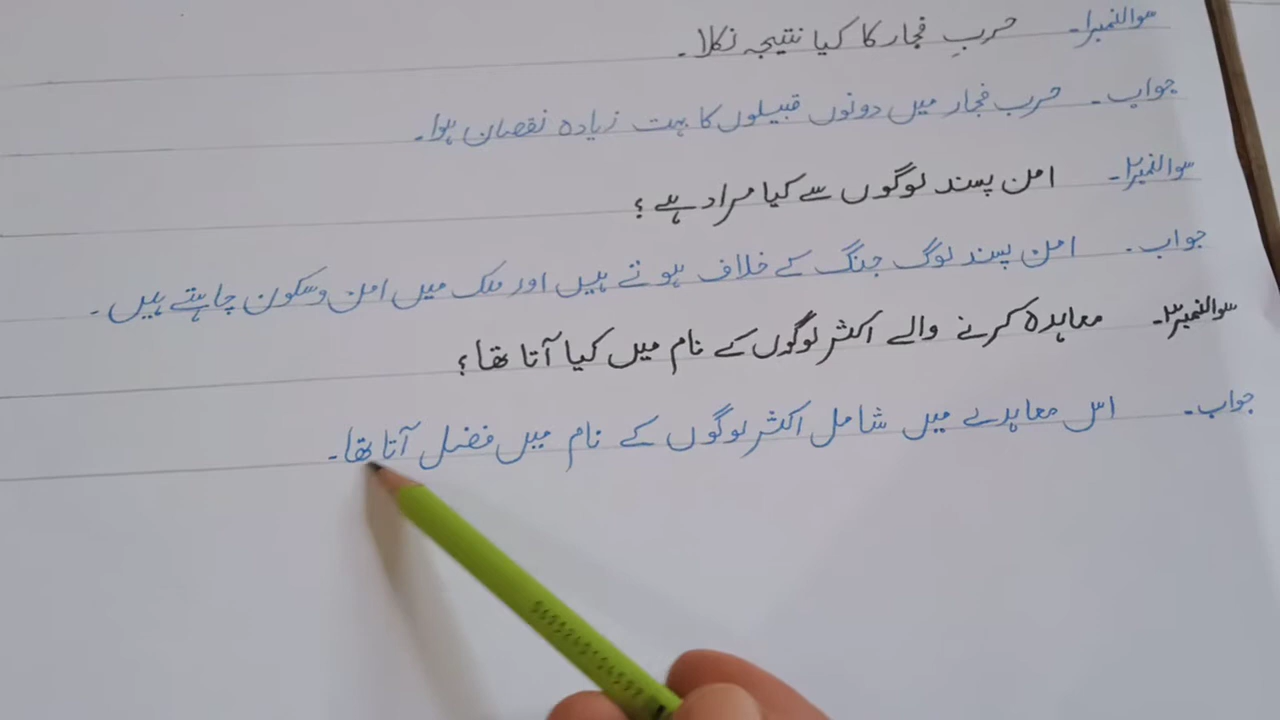 سوال نمبر۱۔ حربِ فجار کا کیا نتیجہ نکلا۔
جواب۔ حرب فجار میں دونوں قبیلوں کا بہت زیادہ نقصان ہوا۔
سوال نمبر۲۔ امن پسند لوگوں سے کیا مراد ہے؟
جواب۔ امن پسند لوگ جنگ کے خلاف ہوتے ہیں اور ملک میں امن و سکون چاہتے ہیں۔
سوال نمبر۳۔ معاہدہ کرنے والے اکثر لوگوں کے نام میں کیا آتا تھا؟
جواب۔ اس معاہدے میں شامل اکثر لوگوں کے نام میں فضل آتا تھا۔